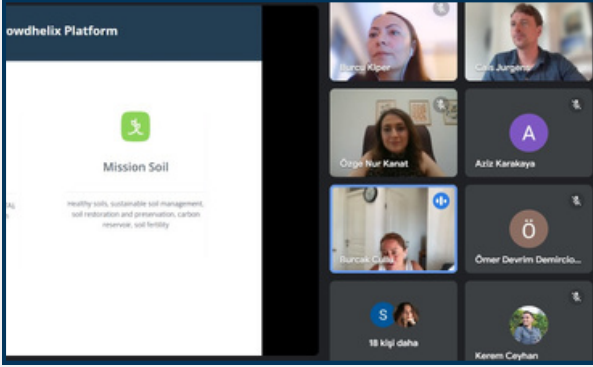 owdhelix Platform
Mission Soil
Healthy soils, sustainable soil management,
soil restoration and preservation, carbon
reservoir, soil fertility
Burcu Kiper
Cais Jurgens
Özge Nur Kanat
A
Aziz Karakaya
Burcak Cullu
Ö
Ömer Devrim Demircio...
S
18 kişi daha
Kerem Ceyhan